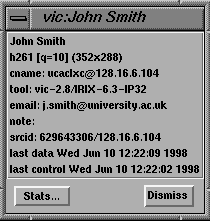 vic:John Smith
John Smith
h261 [q=10] (352x288)
cname: ucaclxc@128.16.6.104
tool: vic-2.8/IRIX-6.3-IP32
email: j.smith@university.ac.uk
note:
srcid: 629643306/128.16.6.104
last data Wed Jun 10 12:22:09 1998
last control Wed Jun 10 12:22:02 1998
Stats... Dismiss